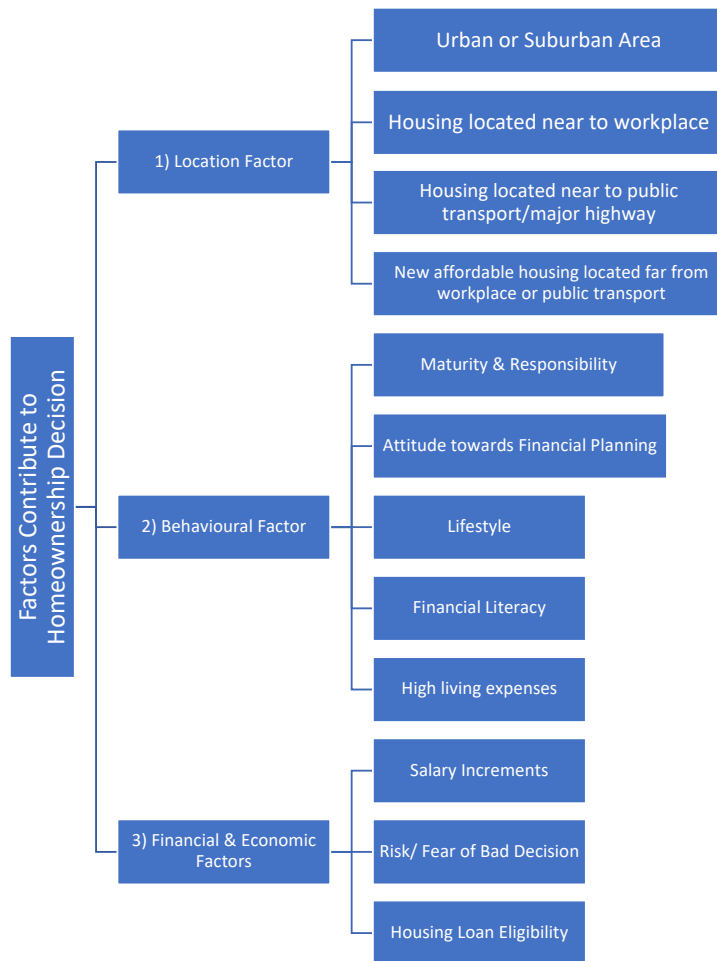 Factors Contribute to
Homeownership Decision
1) Location Factor
Urban or Suburban Area
Housing located near to workplace
Housing located near to public
transport/major highway
New affordable housing located far from
workplace or public transport
2) Behavioural Factor
Maturity & Responsibility
Attitude towards Financial Planning
Lifestyle
Financial Literacy
High living expenses
3) Financial & Economic
Factors
Salary Increments
Risk/ Fear of Bad Decision
Housing Loan Eligibility